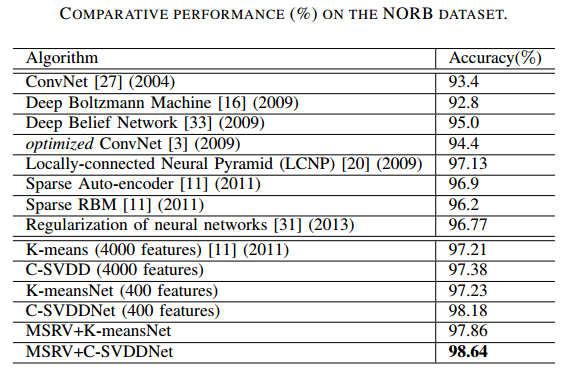 COMPARATIVE PERFORMANCE (%) ON THE NORB DATASET.
Algorithm Accuracy(%)
ConvNet [27] (2004) 93.4
Deep Boltzmann Machine [16] (2009) 92.8
Deep Belief Network [33] (2009) 95.0
optimized ConvNet [3] (2009) 94.4
Locally-connected Neural Pyramid (LCNP) [20] (2009) 97.13
Sparse Auto-encoder [11] (2011) 96.9
Sparse RBM [11] (2011) 96.2
Regularization of neural networks [31] (2013) 96.77
K-means (4000 features) [11] (2011) 97.21
C-SVDD (4000 features) 97.38
K-meansNet (400 features) 97.23
C-SVDDNet (400 features) 98.18
MSRV+K-meansNet 97.86
MSRV+C-SVDDNet 98.64